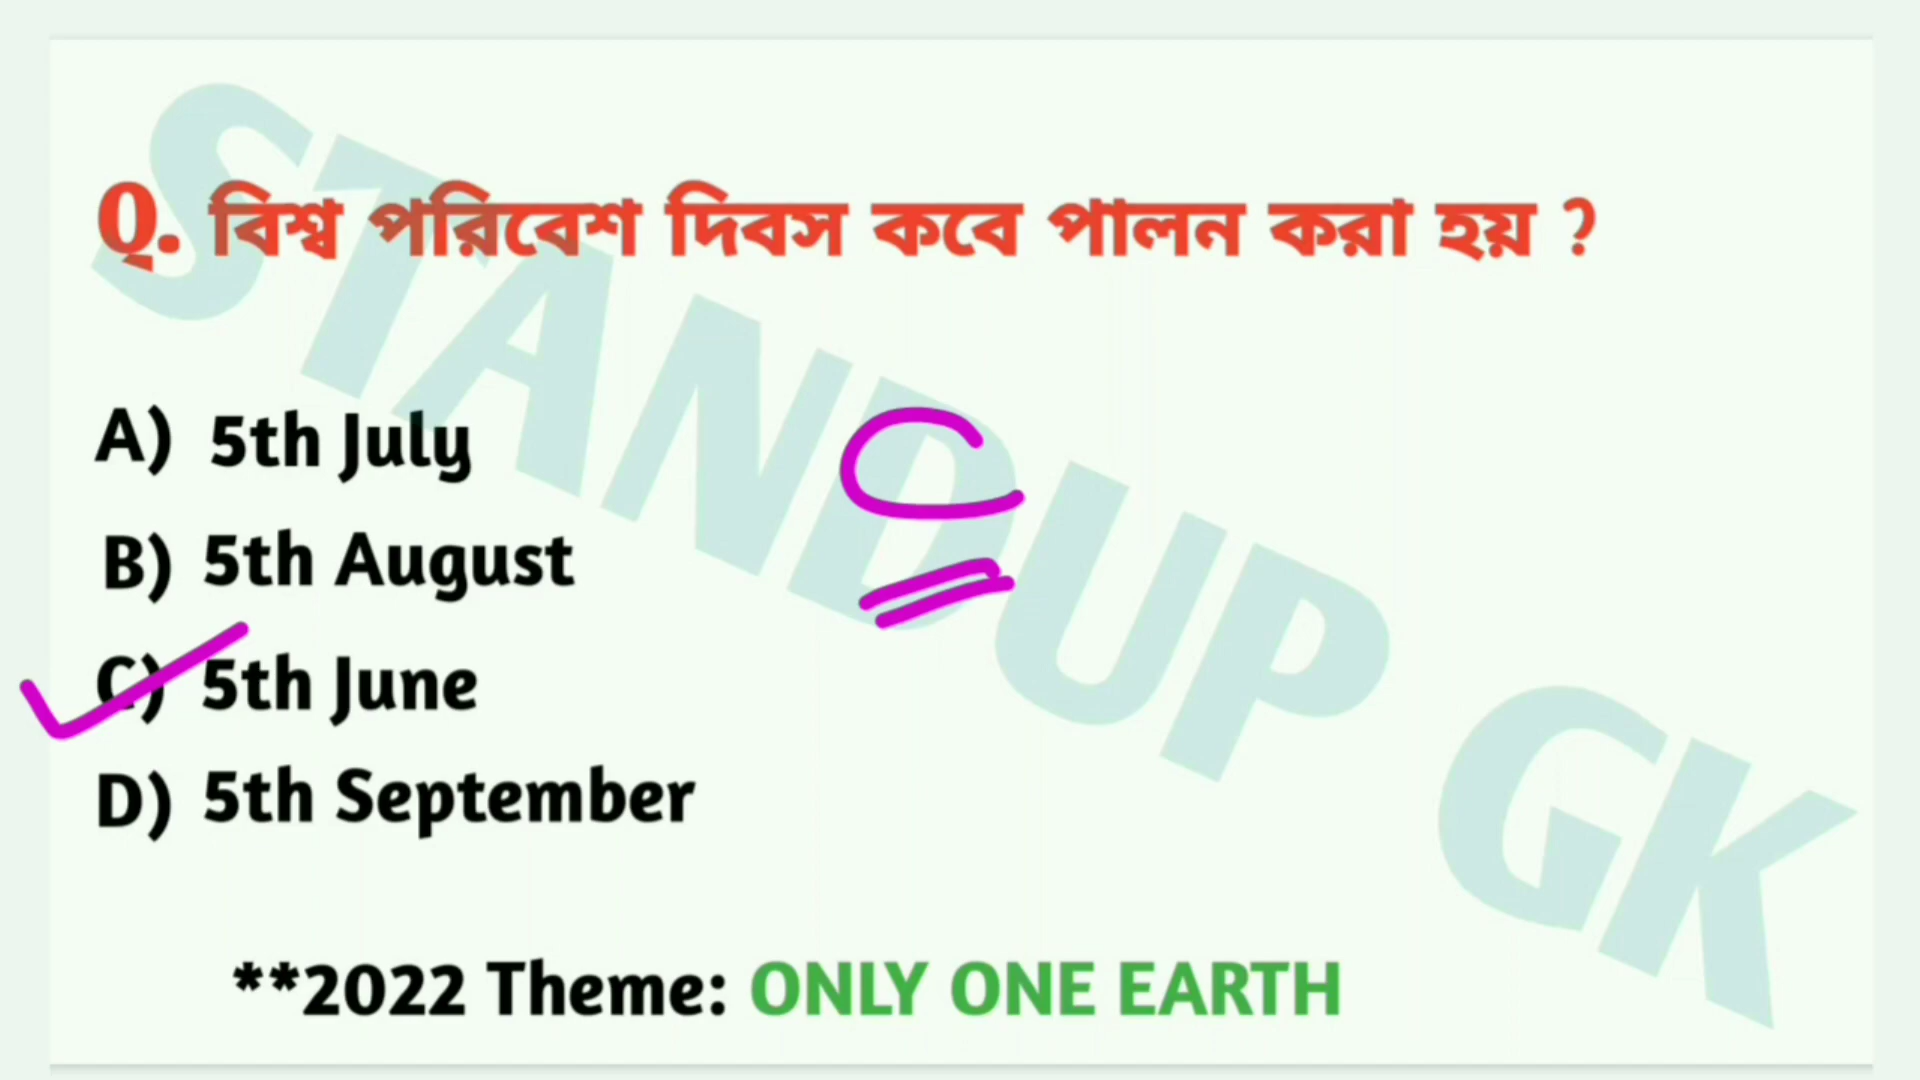 Q. বিশ্ব পরিবেশ দিবস কবে পালন করা হয় ?
A) 5th July
B) 5th August
C) 5th June
D) 5th September
**2022 Theme: ONLY ONE EARTH
STANDUP GK
C